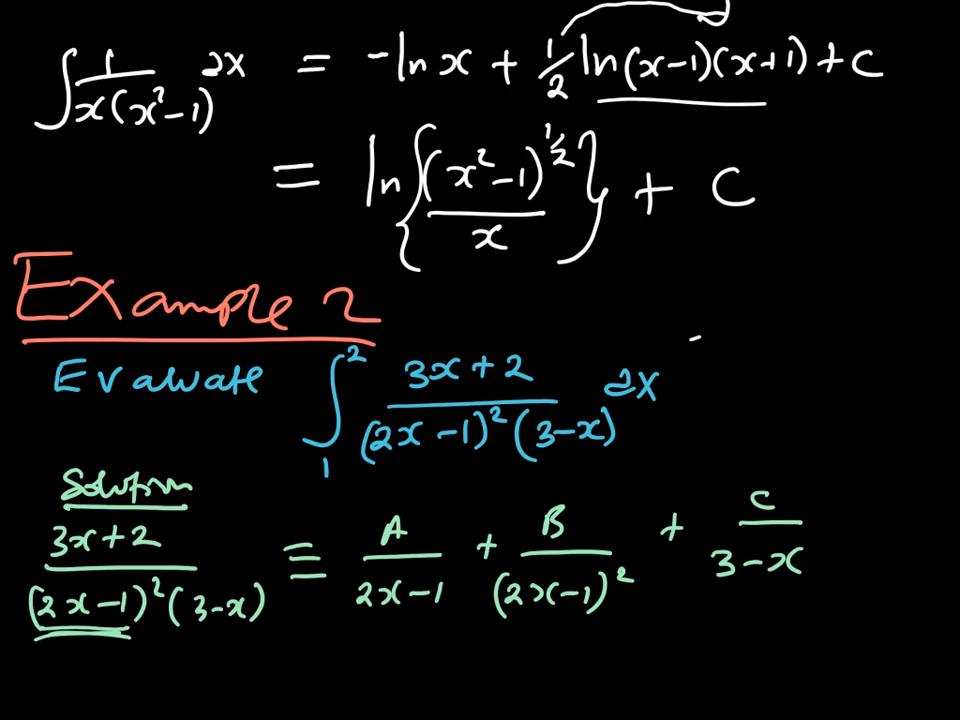 ∫ 1/(x(x²-1)) dx = -ln x + 1/2 ln(x-1)(x+1) + C
= ln{(x²-1)^(1/2)/x} + C
Example 2
Evaluate ∫₁² (3x+2)/((2x-1)²(3-x)) dx
Solution
(3x+2)/((2x-1)²(3-x)) ≡ A/(2x-1) + B/(2x-1)² + C/(3-x)